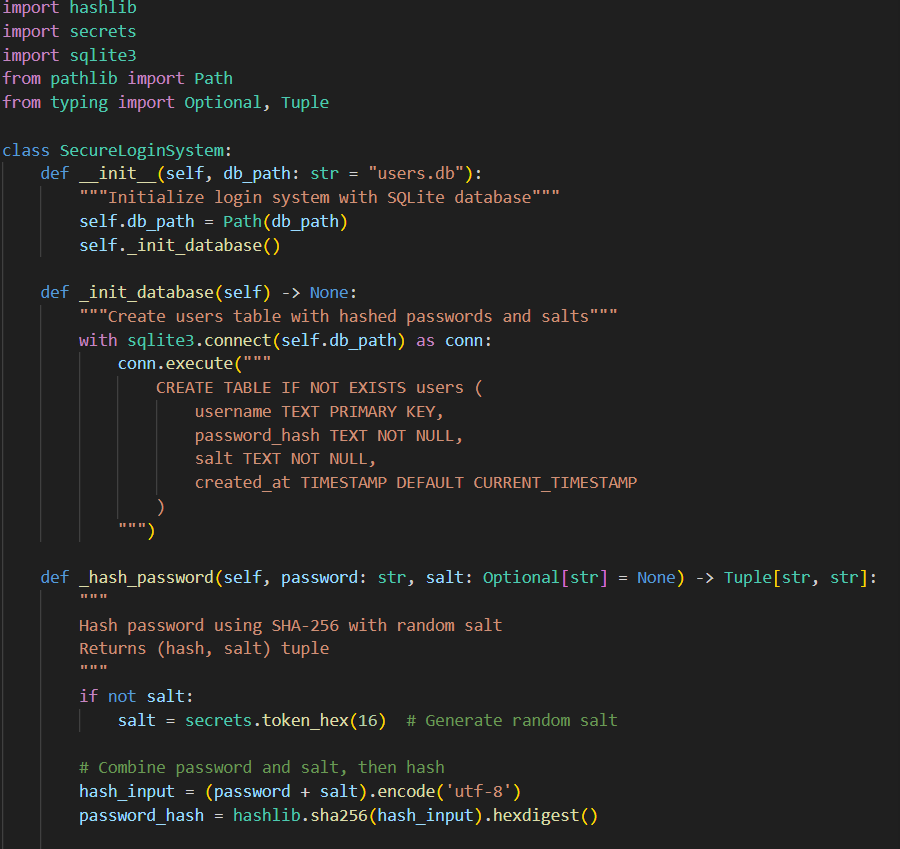 import hashlib
import secrets
import sqlite3
from pathlib import Path
from typing import Optional, Tuple

class SecureLoginSystem:
    def __init__(self, db_path: str = "users.db"):
        """Initialize login system with SQLite database"""
        self.db_path = Path(db_path)
        self._init_database()

    def _init_database(self) -> None:
        """Create users table with hashed passwords and salts"""
        with sqlite3.connect(self.db_path) as conn:
            conn.execute("""
                CREATE TABLE IF NOT EXISTS users (
                    username TEXT PRIMARY KEY,
                    password_hash TEXT NOT NULL,
                    salt TEXT NOT NULL,
                    created_at TIMESTAMP DEFAULT CURRENT_TIMESTAMP
                )
            """)

    def _hash_password(self, password: str, salt: Optional[str] = None) -> Tuple[str, str]:
        """
        Hash password using SHA-256 with random salt
        Returns (hash, salt) tuple
        """
        if not salt:
            salt = secrets.token_hex(16)  # Generate random salt

        # Combine password and salt, then hash
        hash_input = (password + salt).encode('utf-8')
        password_hash = hashlib.sha256(hash_input).hexdigest()